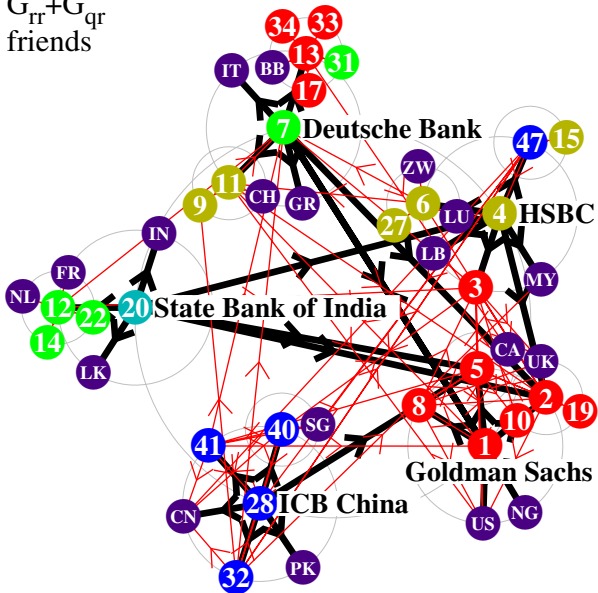 G_rr+G_qr
friends
34 33
13
IT BB 31
17
7 Deutsche Bank
47 15
ZW
11
9 CH GR 6 LU 4 HSBC
27
IN LB
FR MY
NL 3
12 22 20 State Bank of India
14 CA UK
LK 5
8 2
10 19
40 SG
41 1
Goldman Sachs
28 ICB China
CN US NG
PK
32